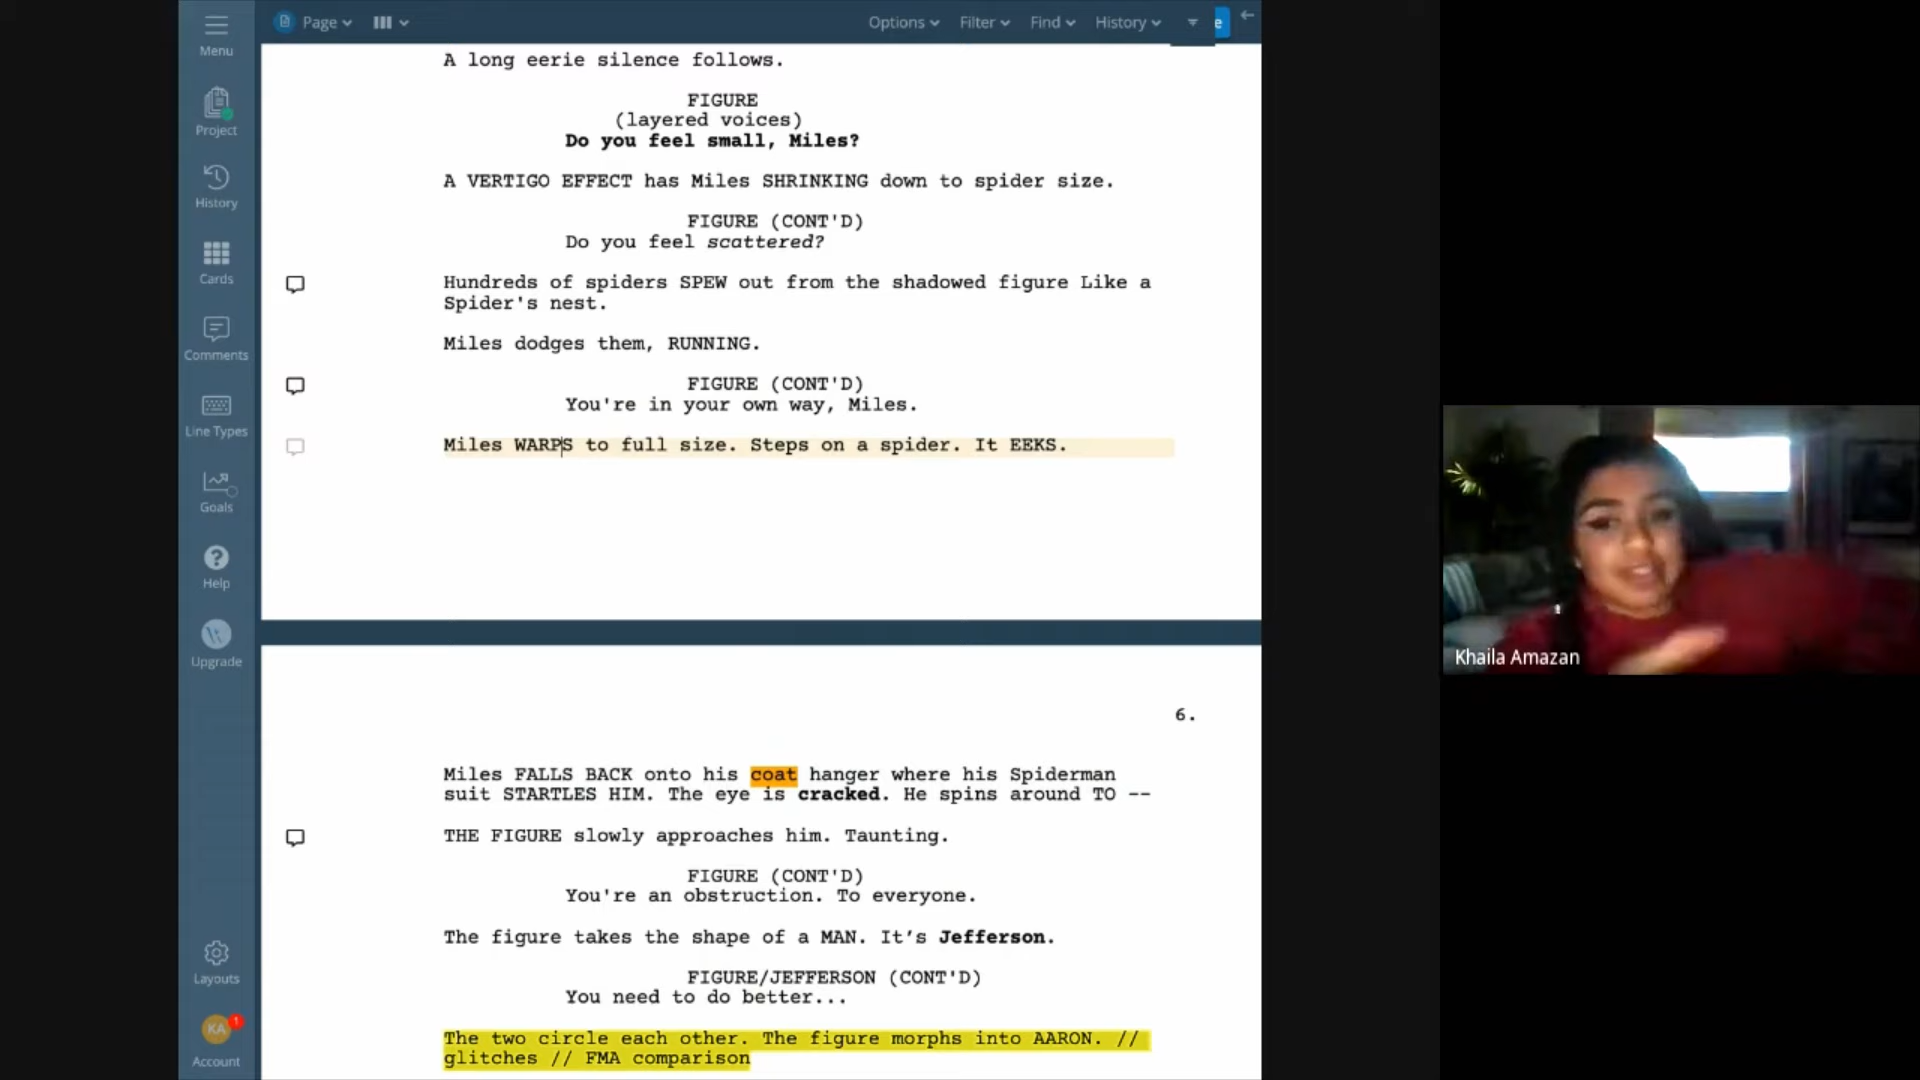 Menu
Project
History
Cards
Comments
Line Types
Goals
Help
Upgrade
Layouts
KA 1
Account
Page
Options Filter Find History
e
A long eerie silence follows.
FIGURE
(layered voices)
Do you feel small, Miles?
A VERTIGO EFFECT has Miles SHRINKING down to spider size.
FIGURE (CONT'D)
Do you feel scattered?
Hundreds of spiders SPEW out from the shadowed figure Like a
Spider's nest.
Miles dodges them, RUNNING.
FIGURE (CONT'D)
You're in your own way, Miles.
Miles WARPS to full size. Steps on a spider. It EEKS.
6.
Miles FALLS BACK onto his coat hanger where his Spiderman
suit STARTLES HIM. The eye is cracked. He spins around TO --
THE FIGURE slowly approaches him. Taunting.
FIGURE (CONT'D)
You're an obstruction. To everyone.
The figure takes the shape of a MAN. It’s Jefferson.
FIGURE/JEFFERSON (CONT'D)
You need to do better...
The two circle each other. The figure morphs into AARON. //
glitches // FMA comparison
Khaila Amazan